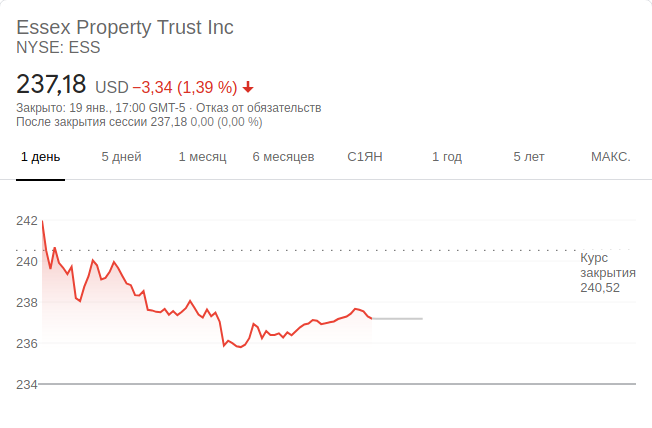 Essex Property Trust Inc
NYSE: ESS
237,18 USD −3,34 (1,39 %)
Закрыто: 19 янв., 17:00 GMT-5 · Отказ от обязательств
После закрытия сессии 237,18 0,00 (0,00 %)
1 день 5 дней 1 месяц 6 месяцев С1ЯН 1 год 5 лет МАКС.
242
240
238
236
234
Курс
закрытия
240,52